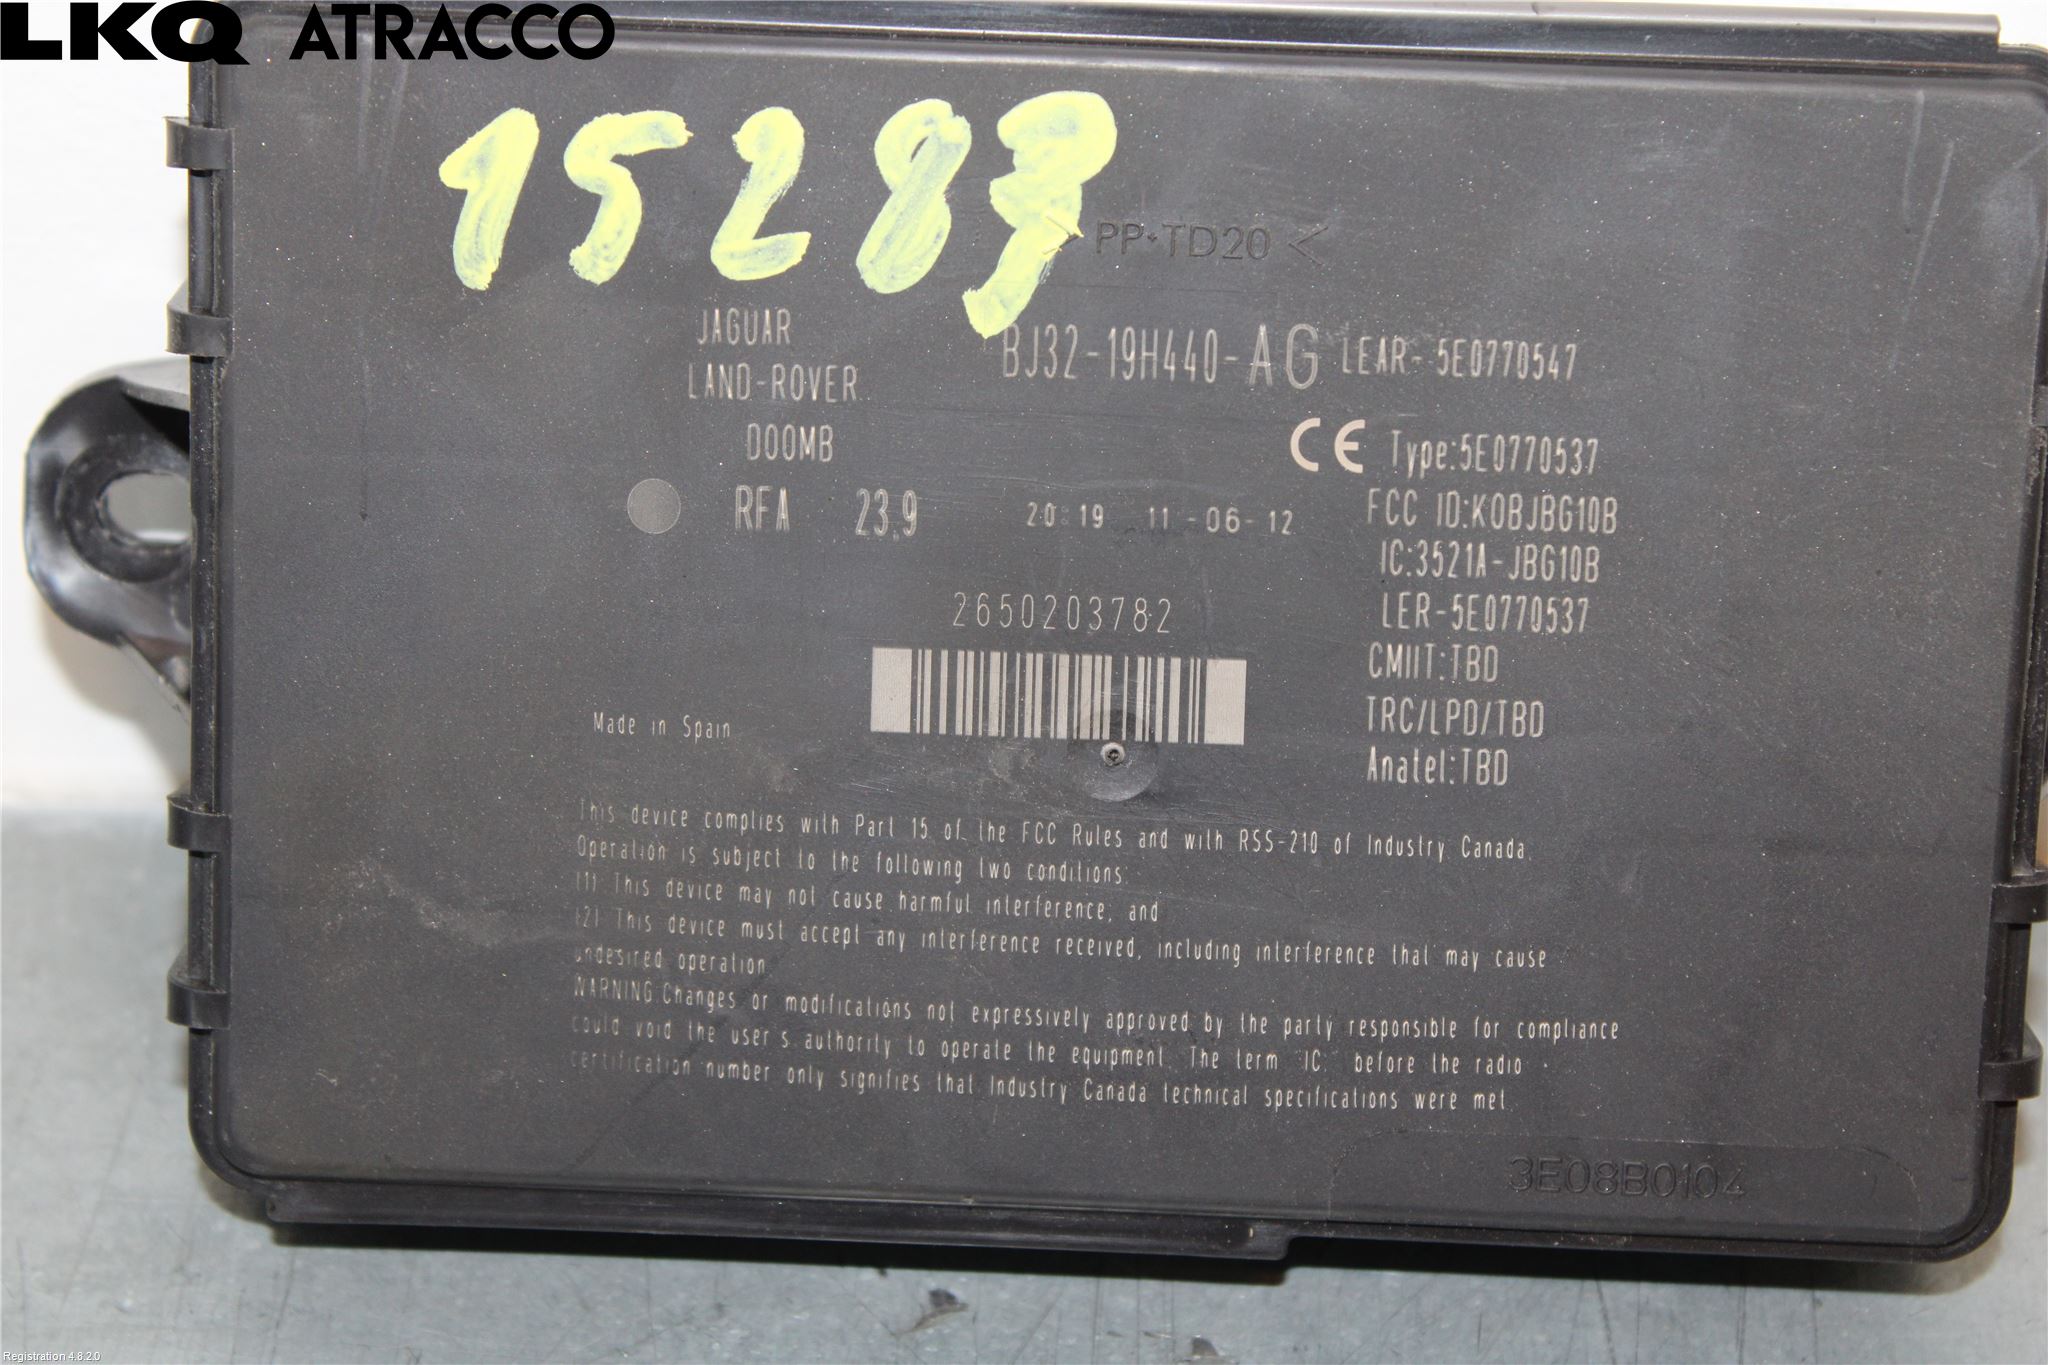 LKQ ATRACCO
15287
> PP-TD20 <
JAGUAR
LAND-ROVER
BJ32-19H440-AG LEAR-5E0770547
D00MB
CE Type:5E0770537
RFA 23.9 20:19 11-06-12
FCC ID:KOBJBG10B
IC:3521A-JBG10B
2650203782
LER-5E0770537
CMIIT:TBD
TRC/LPD/TBD
Anatel:TBD
Made in Spain
This device complies with Part 15 of the FCC Rules and with RSS-210 of Industry Canada.
Operation is subject to the following two conditions:
(1) This device may not cause harmful interference, and
(2) This device must accept any interference received, including interference that may cause
undesired operation.
WARNING:Changes or modifications not expressively approved by the party responsible for compliance
could void the user's authority to operate the equipment. The term "IC:" before the radio
certification number only signifies that Industry Canada technical specifications were met.
3E08B0104
Registration 4.8.2.0